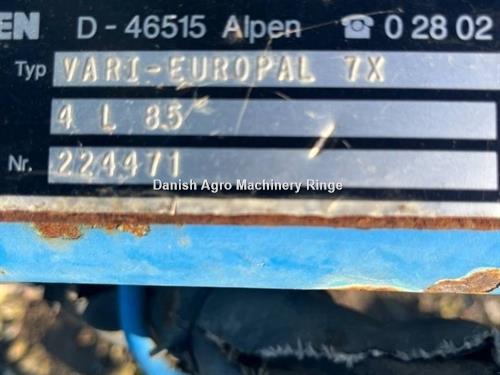 EN D - 46515 Alpen ☎ 0 28 02
Typ VARI-EUROPAL 7X
4 L 85
Nr. 224471
Danish Agro Machinery Ringe